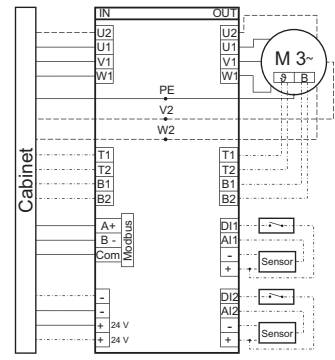 IN OUT
U2 U2
U1 U1
V1 V1
W1 W1
M 3~
ϑ B
PE
V2
W2
Cabinet
T1 T1
T2 T2
B1 B1
B2 B2
A+ DI1
B - AI1
Com -
+
Modbus
Sensor
- DI2
- AI2
+ 24 V -
+ 24 V +
Sensor